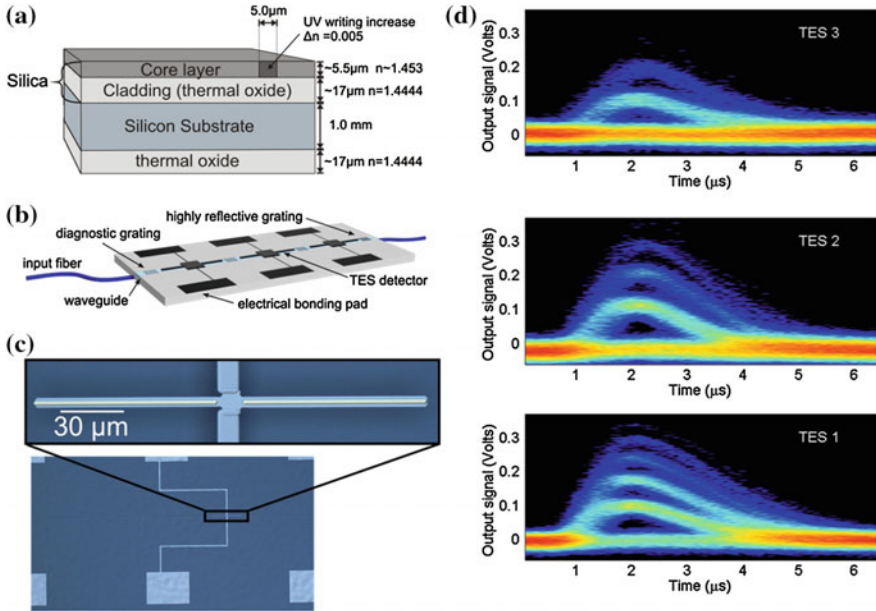 (a)
5.0μm
UV writing increase
Δn =0.005
Silica
Core layer
~5.5μm n~1.453
Cladding (thermal oxide)
~17μm n=1.4444
Silicon Substrate
1.0 mm
thermal oxide
~17μm n=1.4444
(b)
highly reflective grating
diagnostic grating
input fiber
TES detector
waveguide
electrical bonding pad
(c)
30 μm
(d)
TES 3
Output signal (Volts)
0.3
0.2
0.1
0
1 2 3 4 5 6
Time (μs)
TES 2
Output signal (Volts)
0.3
0.2
0.1
0
1 2 3 4 5 6
Time (μs)
TES 1
Output signal (Volts)
0.3
0.2
0.1
0
1 2 3 4 5 6
Time (μs)